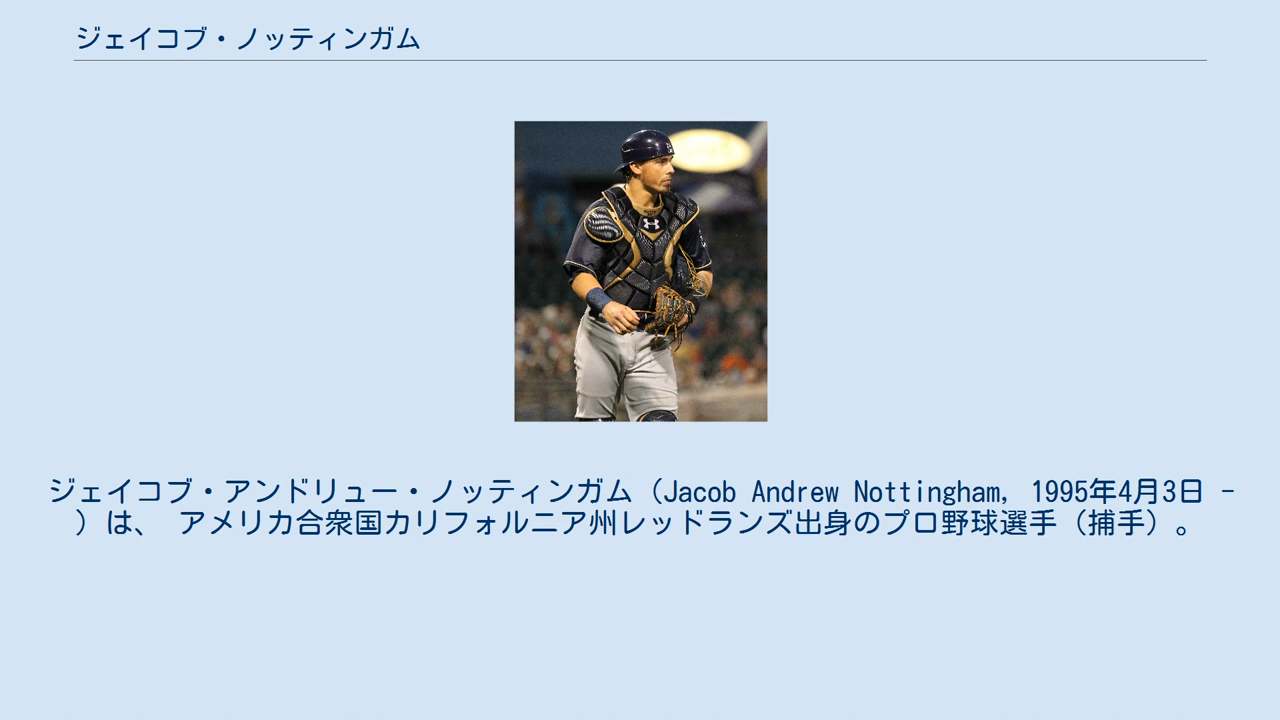 ジェイコブ・ノッティンガム
ジェイコブ・アンドリュー・ノッティンガム（Jacob Andrew Nottingham, 1995年4月3日 -
）は、 アメリカ合衆国カリフォルニア州レッドランズ出身のプロ野球選手（捕手）。